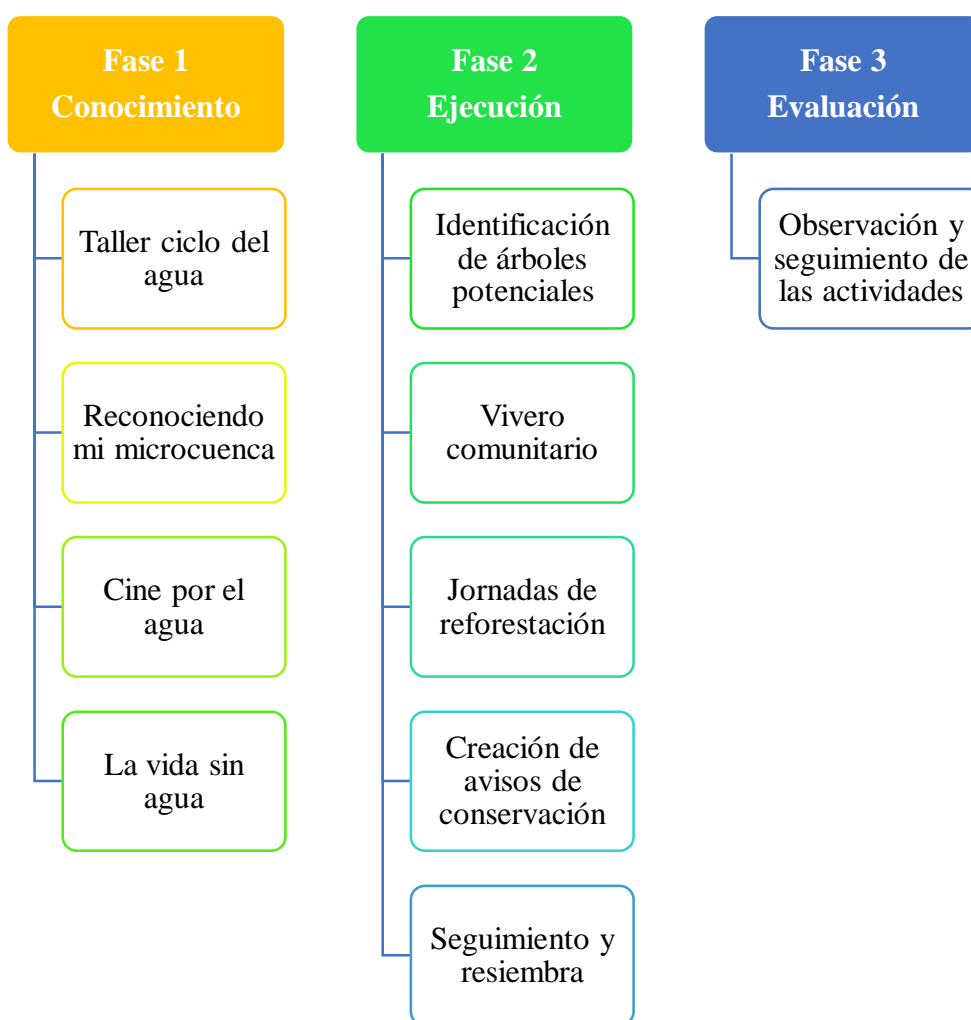 Fase 1
Conocimiento
Taller ciclo del
agua
Reconociendo
mi microcuenca
Cine por el
agua
La vida sin
agua
Fase 2
Ejecución
Identificación
de árboles
potenciales
Vivero
comunitario
Jornadas de
reforestación
Creación de
avisos de
conservación
Seguimiento y
resiembra
Fase 3
Evaluación
Observación y
seguimiento de
las actividades